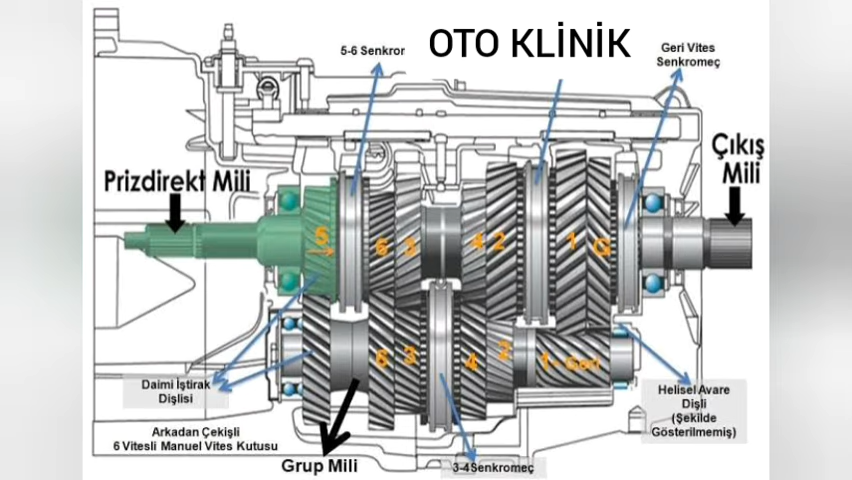 OTO KLİNİK
5-6 Senkror
Geri Vites
Senkromeç
Çıkış
Mili
Prizdirekt Mili
5
6
3
4
2
1
G
6
3
4
2
1 - Geri
Daimi İştirak
Dişlisi
Arkadan Çekişli
6 Vitesli Manuel Vites Kutusu
Grup Mili
3-4Senkromeç
Helisel Avare
Dişli
(Şekilde
Gösterilmemiş)